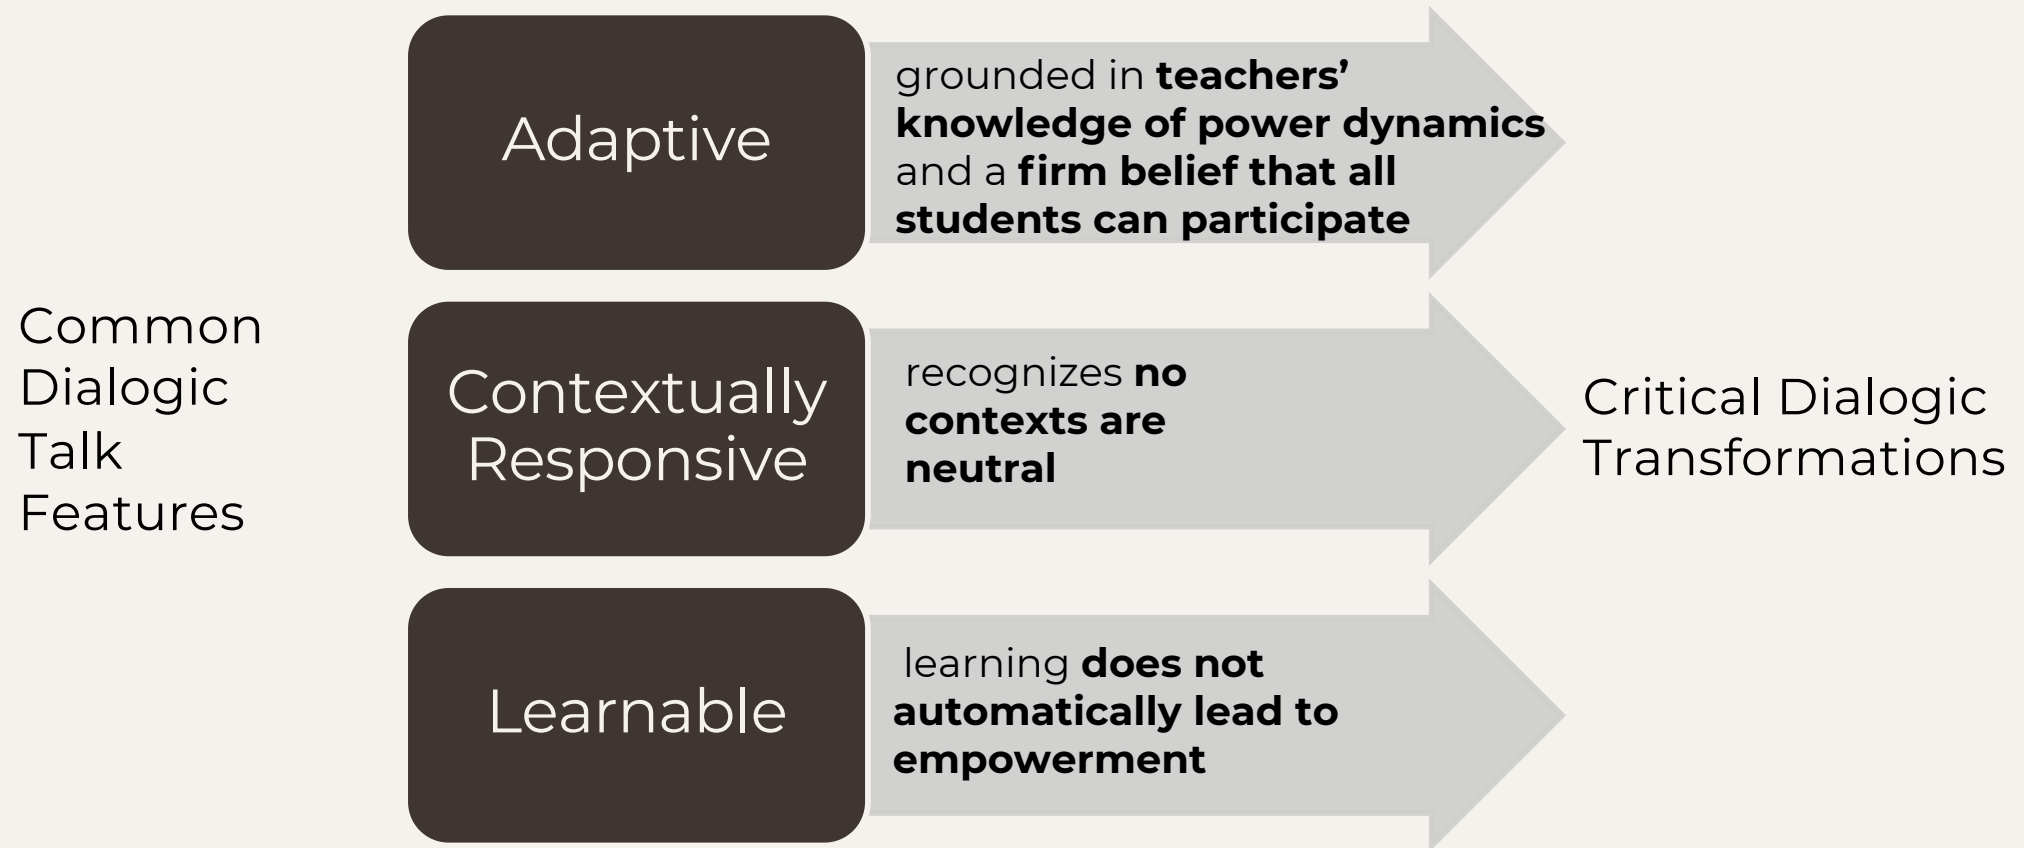 Common
Dialogic
Talk
Features
Adaptive
grounded in teachers’
knowledge of power dynamics
and a firm belief that all
students can participate
Contextually
Responsive
recognizes no
contexts are
neutral
Learnable
learning does not
automatically lead to
empowerment
Critical Dialogic
Transformations